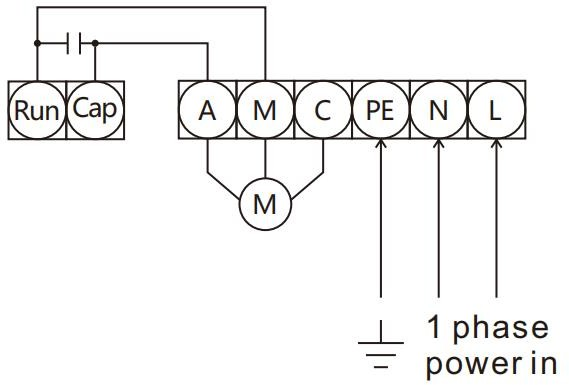 Run Cap A M C PE N L
M
1 phase
power in